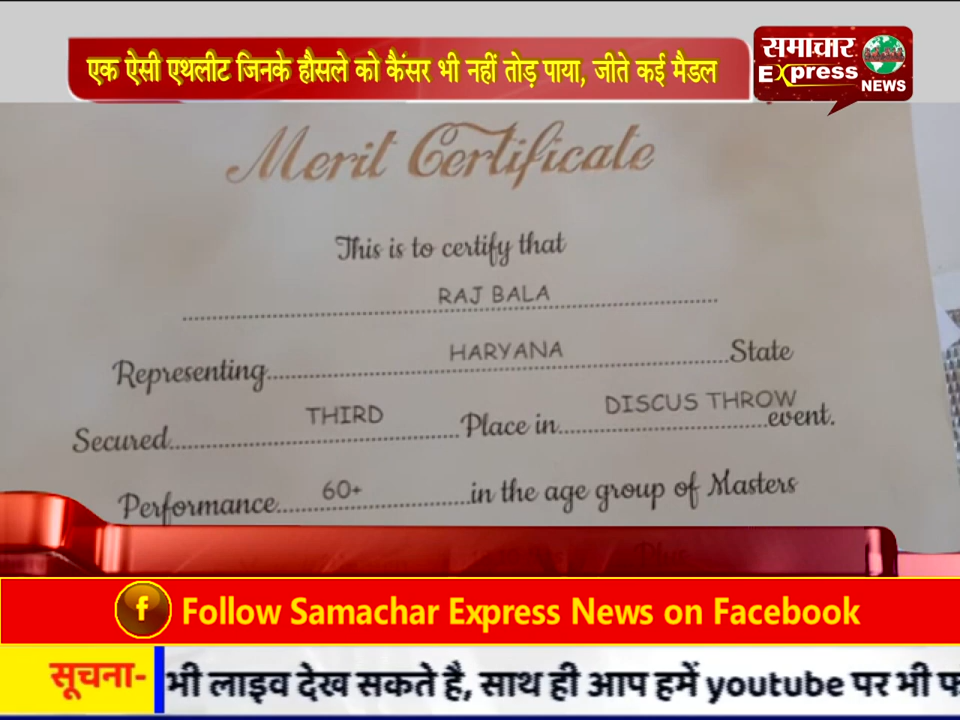 एक ऐसी एथलीट जिनके हौसले को कैंसर भी नहीं तोड़ पाया, जीते कई मैडल
समाचार
Express
NEWS
Merit Certificate
This is to certify that
RAJ BALA
Representing HARYANA State
Secured THIRD Place in DISCUS THROW event.
Performance 60+ in the age group of Masters
f Follow Samachar Express News on Facebook
सूचना- भी लाइव देख सकते है, साथ ही आप हमें youtube पर भी